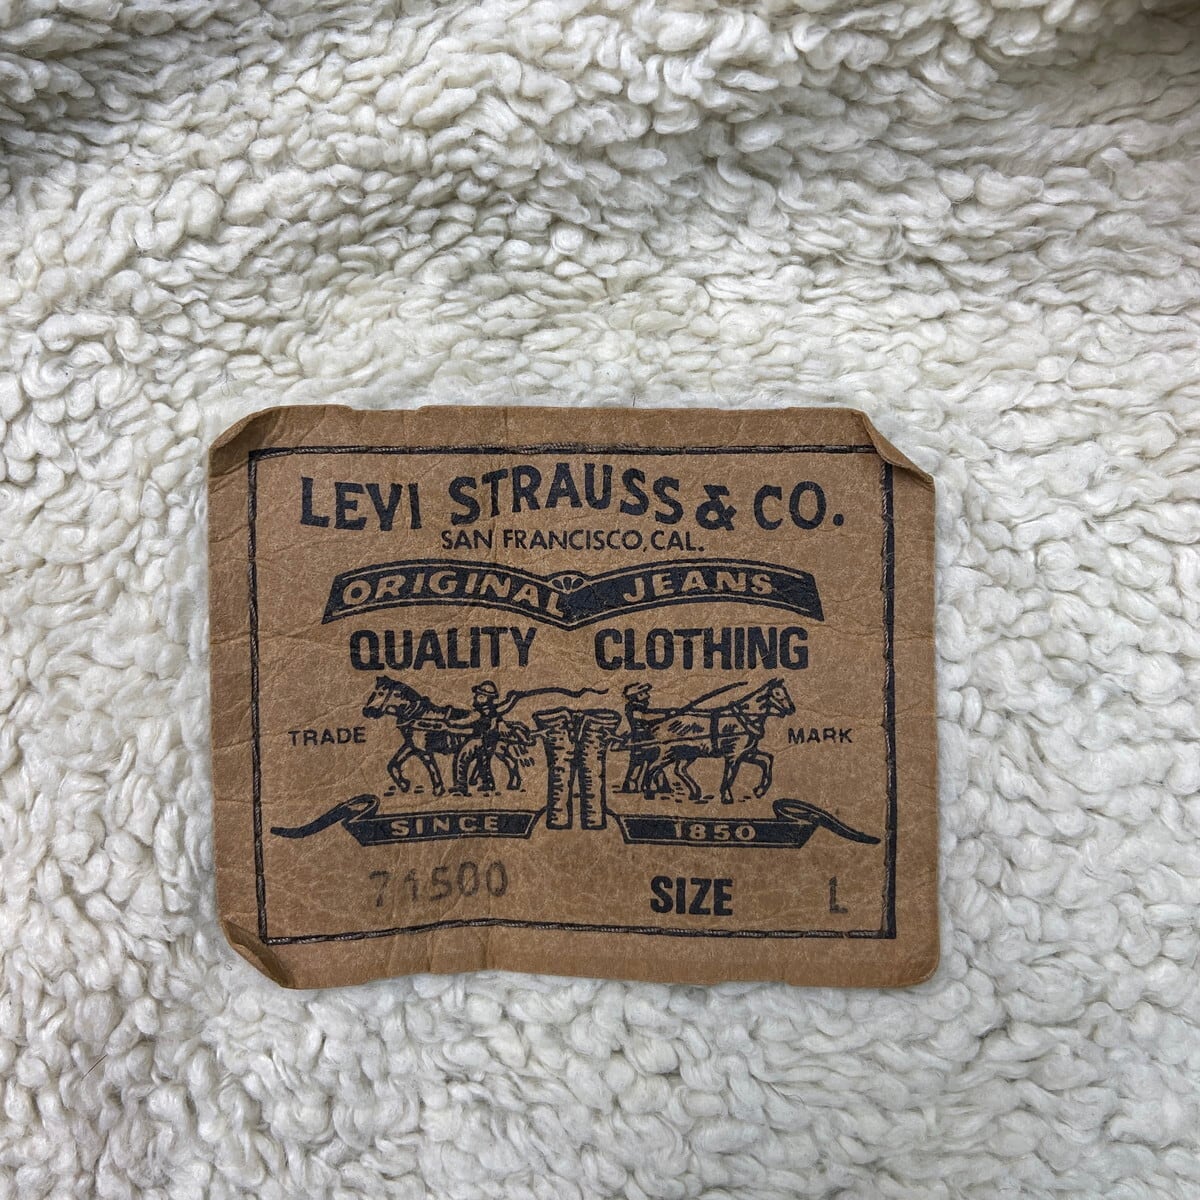 LEVI STRAUSS & CO.
SAN FRANCISCO, CAL.
ORIGINAL JEANS
QUALITY CLOTHING
TRADE MARK
SINCE 1850
71500 SIZE L